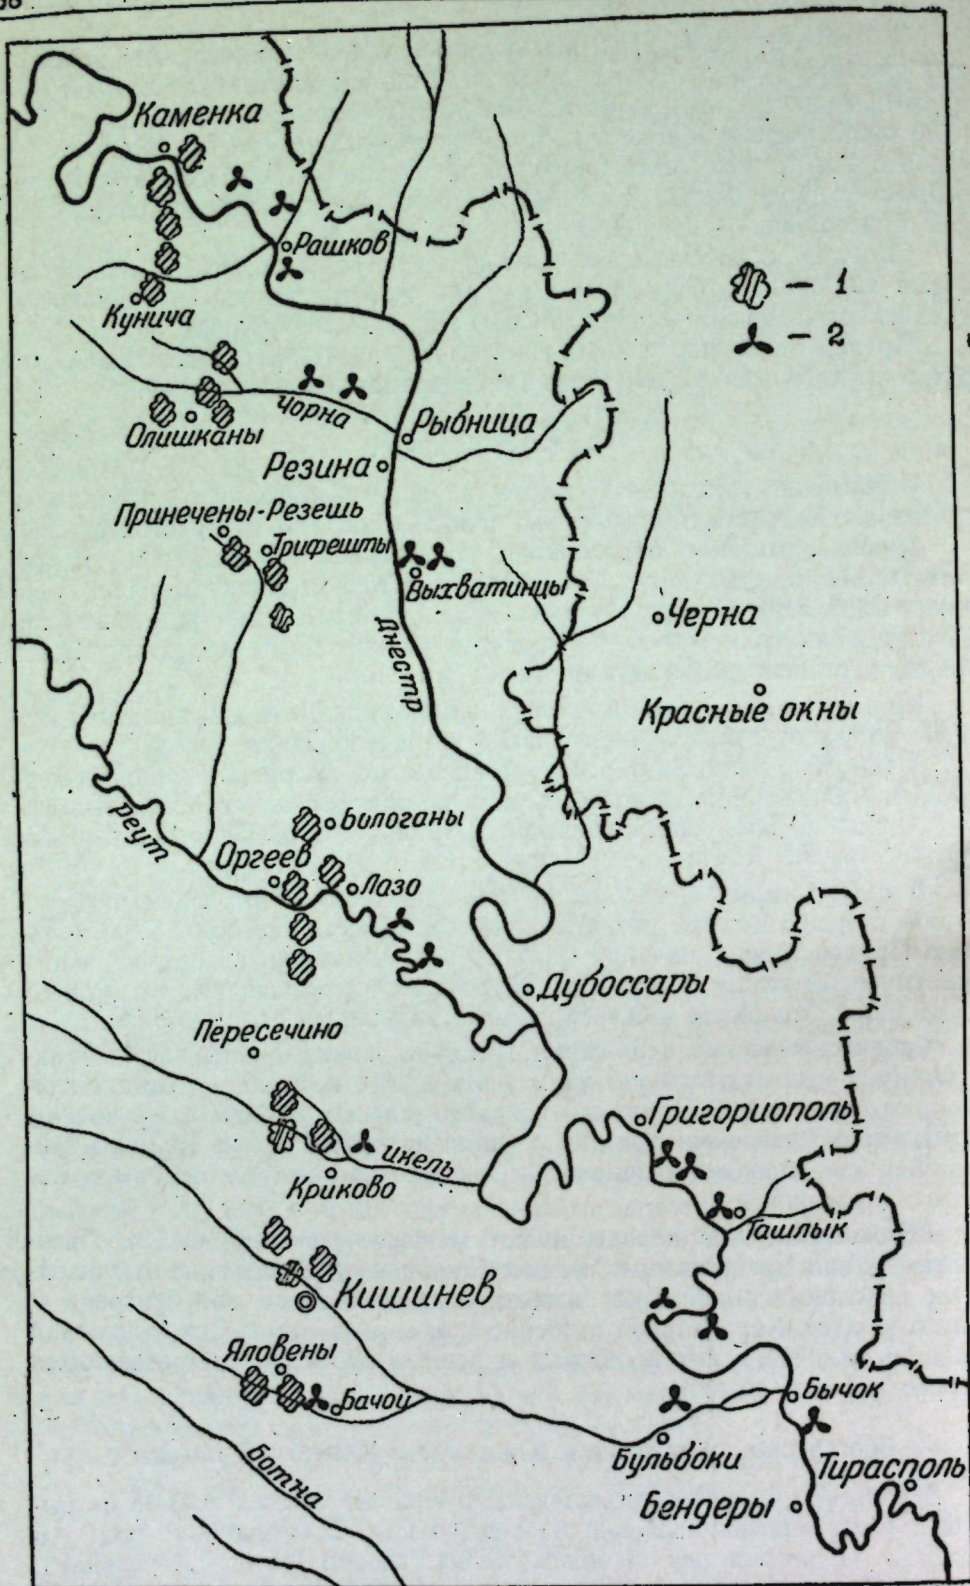 Каменка
Рашков
1
2
Кунича
Чорна
Рыбница
Олишканы
Резина
Принечены-Резешь
Трифешты
Выхватинцы
Черна
Днестр
Красные окны
Реут
Бологаны
Оргеев
Лазо
Дубоссары
Пересечино
Григориополь
икель
Криково
Ташлык
Кишинев
Яловены
Бачой
Бычок
Бульбоки
Тирасполь
Ботна
Бендеры